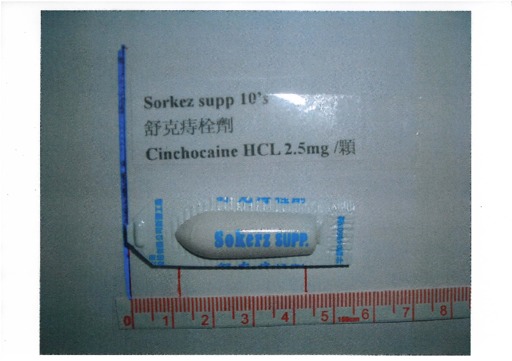 Sorkez supp 10's
舒克痔栓劑
Cinchocaine HCL 2.5mg /顆
Sokerz SUPP.
0 1 2 3 4 5 6 7 8